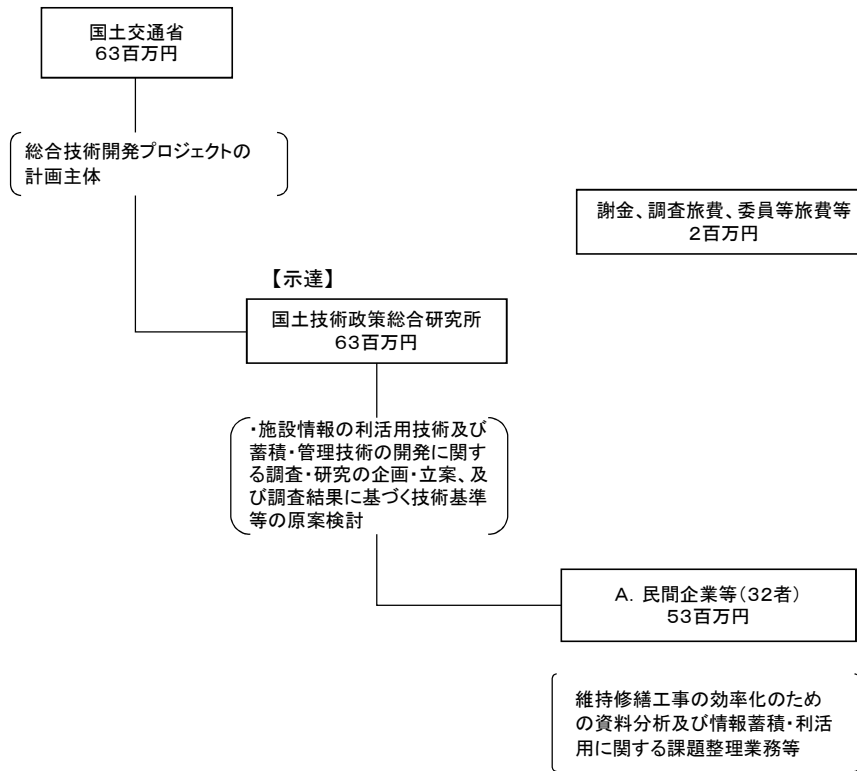 国土交通省
63百万円
総合技術開発プロジェクトの
計画主体
謝金、調査旅費、委員等旅費等
2百万円
【示達】
国土技術政策総合研究所
63百万円
・施設情報の利活用技術及び
蓄積・管理技術の開発に関す
る調査・研究の企画・立案、及
び調査結果に基づく技術基準
等の原案検討
A．民間企業等（32者）
53百万円
維持修繕工事の効率化のため
の資料分析及び情報蓄積・利活
用に関する課題整理業務等